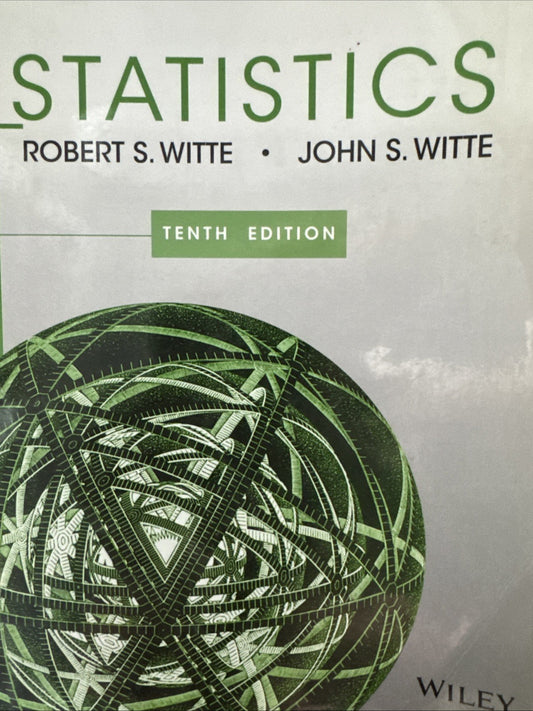 STATISTICS
ROBERT S. WITTE • JOHN S. WITTE
TENTH EDITION
WILEY